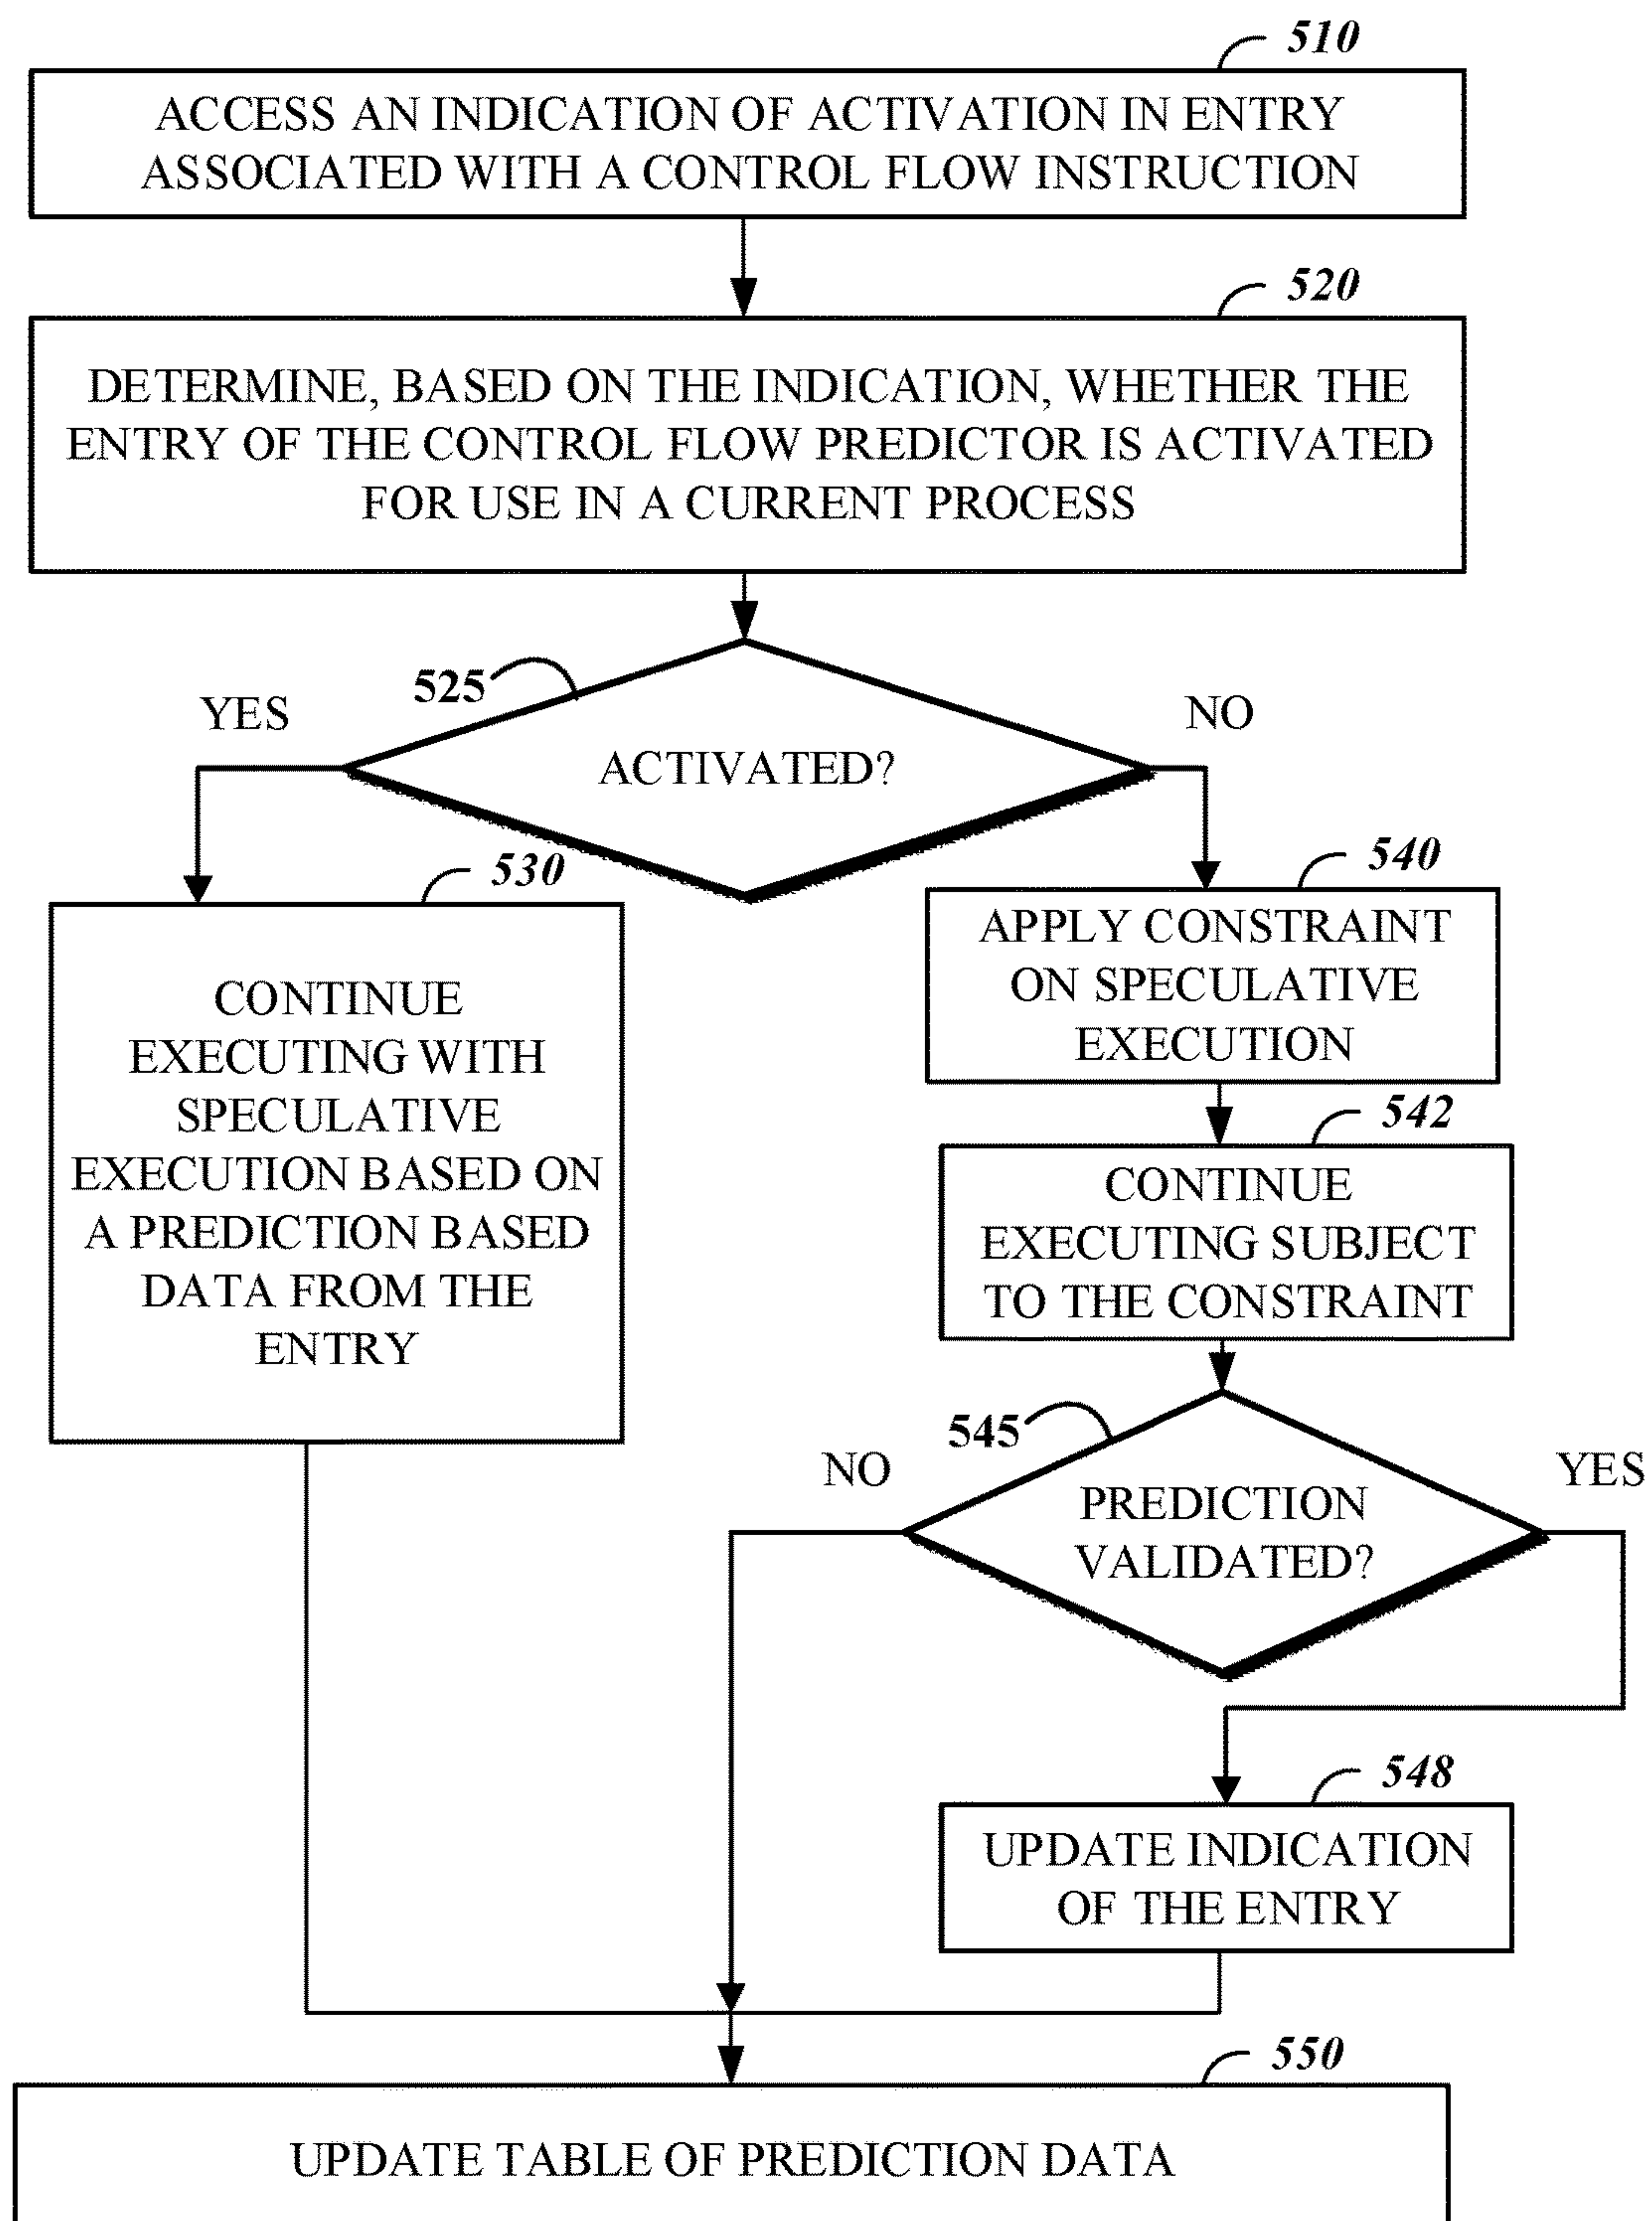 510
ACCESS AN INDICATION OF ACTIVATION IN ENTRY
ASSOCIATED WITH A CONTROL FLOW INSTRUCTION
520
DETERMINE, BASED ON THE INDICATION, WHETHER THE
ENTRY OF THE CONTROL FLOW PREDICTOR IS ACTIVATED
FOR USE IN A CURRENT PROCESS
525
YES
NO
ACTIVATED?
530
CONTINUE
EXECUTING WITH
SPECULATIVE
EXECUTION BASED ON
A PREDICTION BASED
DATA FROM THE
ENTRY
540
APPLY CONSTRAINT
ON SPECULATIVE
EXECUTION
542
CONTINUE
EXECUTING SUBJECT
TO THE CONSTRAINT
545
NO
YES
PREDICTION
VALIDATED?
548
UPDATE INDICATION
OF THE ENTRY
550
UPDATE TABLE OF PREDICTION DATA